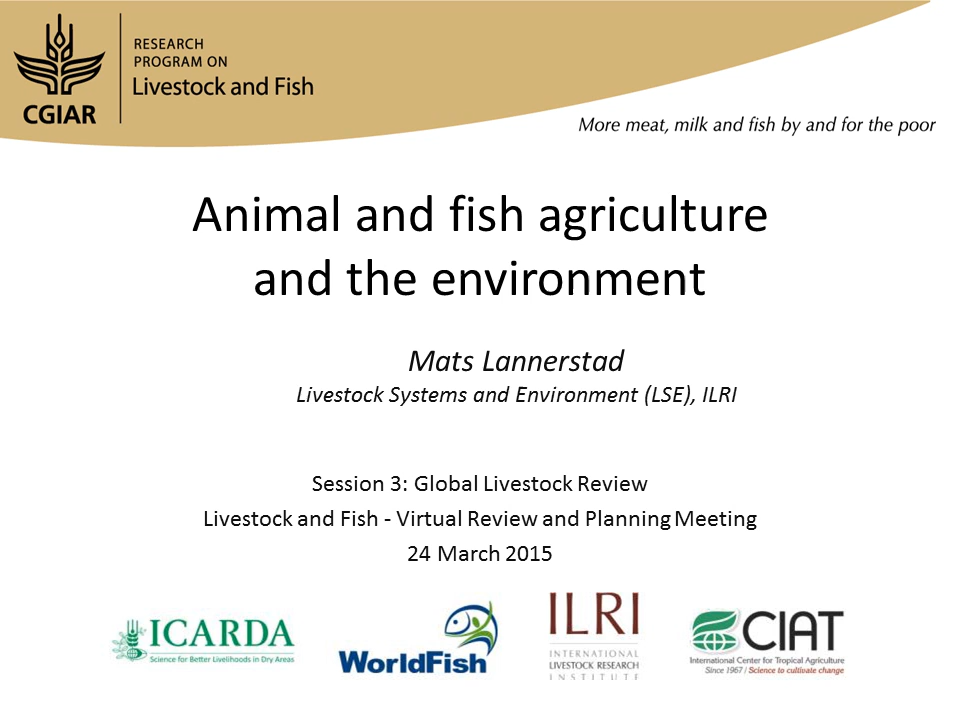 RESEARCH
PROGRAM ON
Livestock and Fish
CGIAR
More meat, milk and fish by and for the poor
Animal and fish agriculture
and the environment
Mats Lannerstad
Livestock Systems and Environment (LSE), ILRI
Session 3: Global Livestock Review
Livestock and Fish - Virtual Review and Planning Meeting
24 March 2015
ICARDA
Science for Better Livelihoods in Dry Areas
WorldFish
ILRI
INTERNATIONAL
LIVESTOCK RESEARCH
INSTITUTE
CIAT
International Center for Tropical Agriculture
Since 1967 / Science to cultivate change